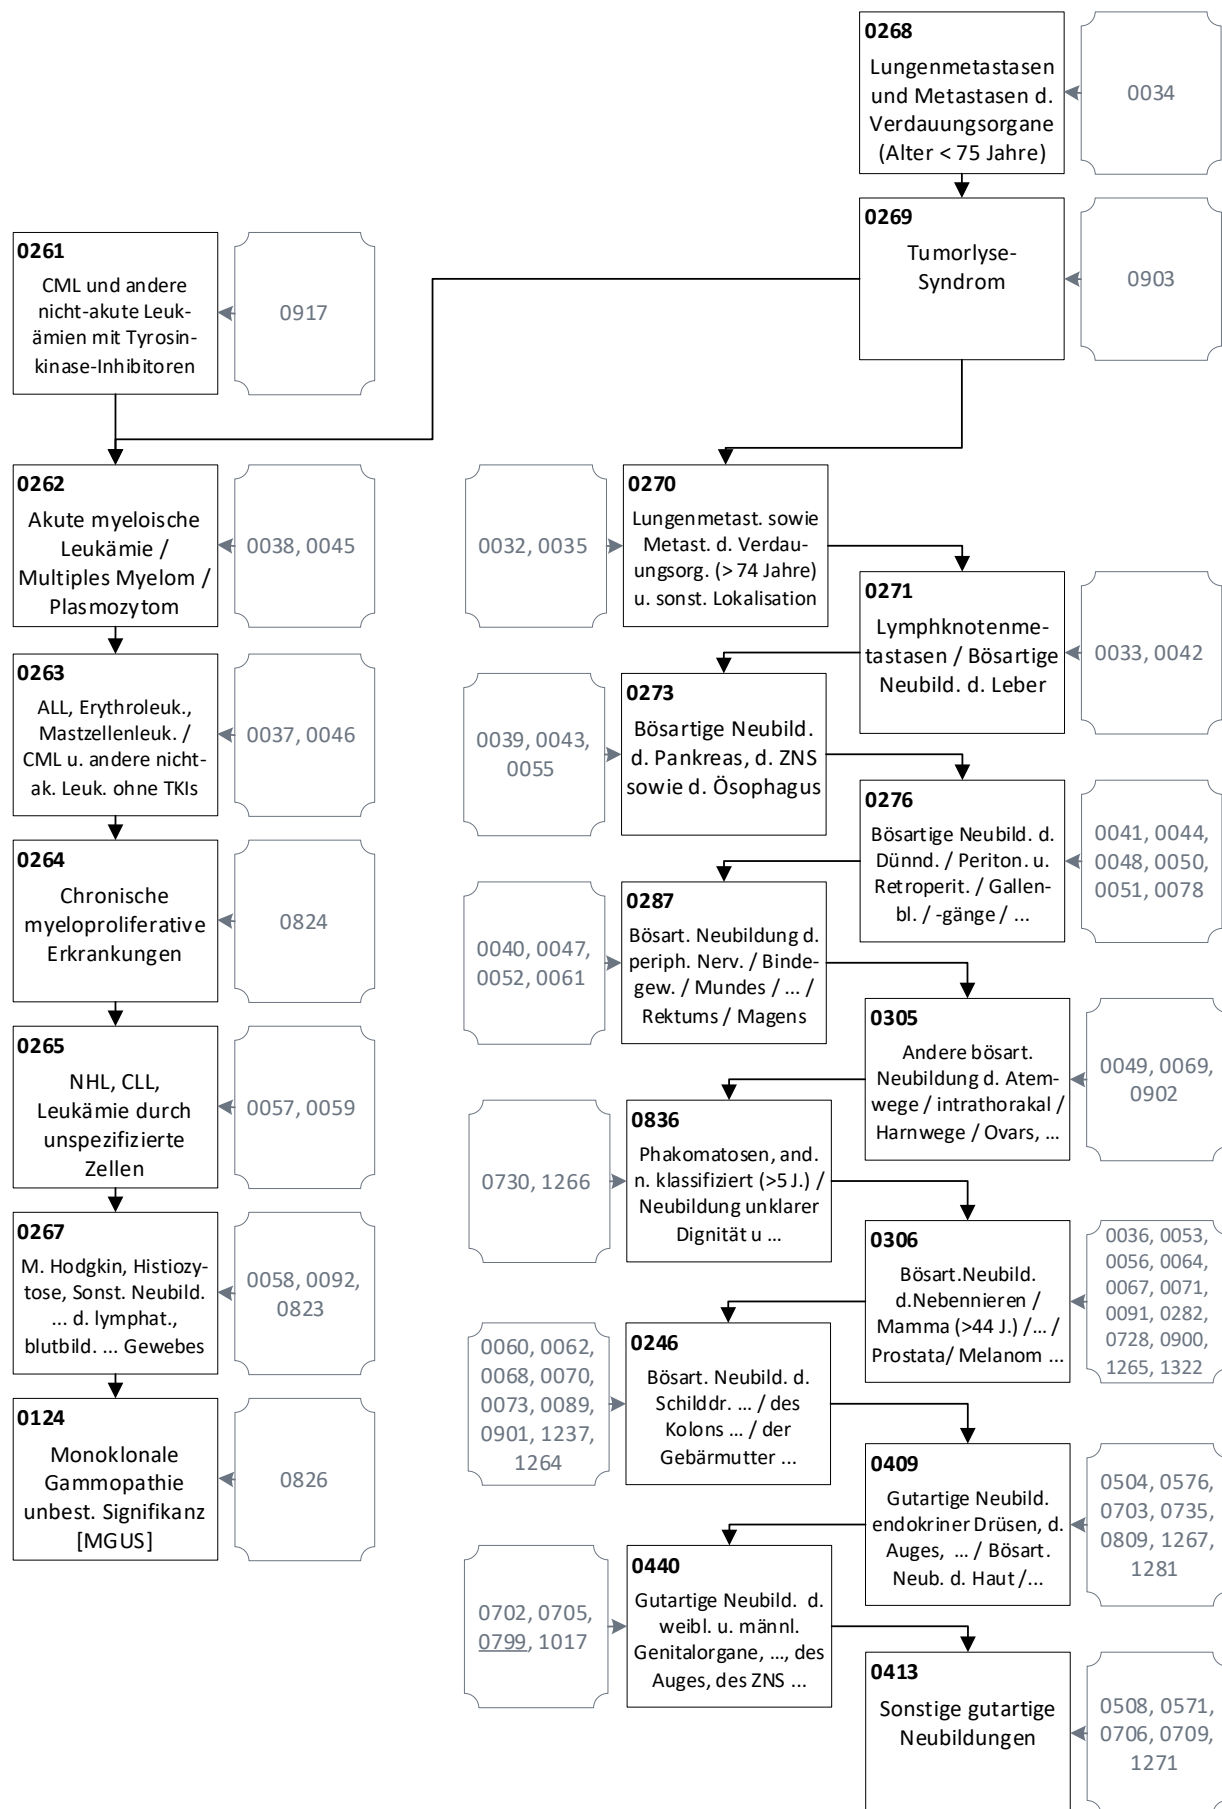 0268
Lungenmetastasen
und Metastasen d.
Verdauungsorgane
(Alter < 75 Jahre)
0034
0269
Tumorlyse-
Syndrom
0903
0261
CML und andere
nicht-akute Leuk-
ämien mit Tyrosin-
kinase-Inhibitoren
0917
0262
Akute myeloische
Leukämie /
Multiples Myelom /
Plasmozytom
0038, 0045
0032, 0035
0270
Lungenmetast. sowie
Metast. d. Verdau-
ungsorg. (> 74 Jahre)
u. sonst. Lokalisation
0271
Lymphknotenme-
tastasen / Bösartige
Neubild. d. Leber
0033, 0042
0263
ALL, Erythroleuk.,
Mastzellenleuk. /
CML u. andere nicht-
ak. Leuk. ohne TKIs
0037, 0046
0039, 0043,
0055
0273
Bösartige Neubild.
d. Pankreas, d. ZNS
sowie d. Ösophagus
0276
Bösartige Neubild. d.
Dünnd. / Periton. u.
Retroperit. / Gallen-
bl. / -gänge / ...
0041, 0044,
0048, 0050,
0051, 0078
0264
Chronische
myeloproliferative
Erkrankungen
0824
0040, 0047,
0052, 0061
0287
Bösart. Neubildung d.
periph. Nerv. / Binde-
gew. / Mundes / ... /
Rektums / Magens
0305
Andere bösart.
Neubildung d. Atem-
wege / intrathorakal /
Harnwege / Ovars, ...
0049, 0069,
0902
0265
NHL, CLL,
Leukämie durch
unspezifizierte
Zellen
0057, 0059
0730, 1266
0836
Phakomatosen, and.
n. klassifiziert (>5 J.) /
Neubildung unklarer
Dignität u ...
0306
Bösart.Neubild.
d.Nebennieren /
Mamma (>44 J.) /... /
Prostata/ Melanom ...
0036, 0053,
0056, 0064,
0067, 0071,
0091, 0282,
0728, 0900,
1265, 1322
0267
M. Hodgkin, Histiozy-
tose, Sonst. Neubild.
... d. lymphat.,
blutbild. ... Gewebes
0058, 0092,
0823
0060, 0062,
0068, 0070,
0073, 0089,
0901, 1237,
1264
0246
Bösart. Neubild. d.
Schilddr. ... / des
Kolons ... / der
Gebärmutter ...
0124
Monoklonale
Gammopathie
unbest. Signifikanz
[MGUS]
0826
0409
Gutartige Neubild.
endokriner Drüsen, d.
Auges, ... / Bösart.
Neub. d. Haut /...
0504, 0576,
0703, 0735,
0809, 1267,
1281
0702, 0705,
0799, 1017
0440
Gutartige Neubild. d.
weibl. u. männl.
Genitalorgane, ..., des
Auges, des ZNS ...
0413
Sonstige gutartige
Neubildungen
0508, 0571,
0706, 0709,
1271